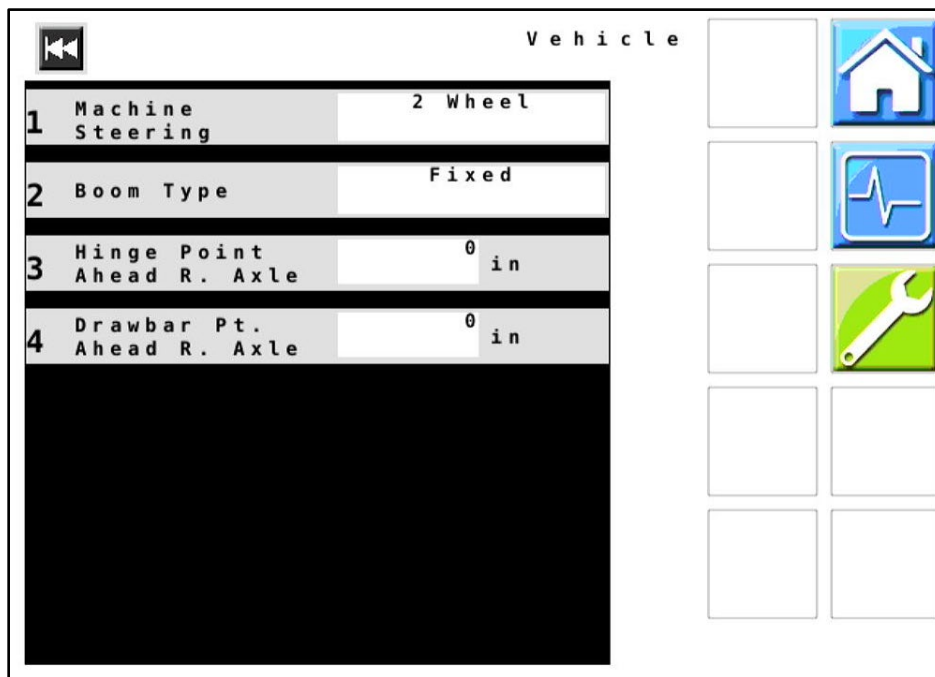 Vehicle
1 Machine Steering 2 Wheel
2 Boom Type Fixed
3 Hinge Point Ahead R. Axle 0 in
4 Drawbar Pt. Ahead R. Axle 0 in